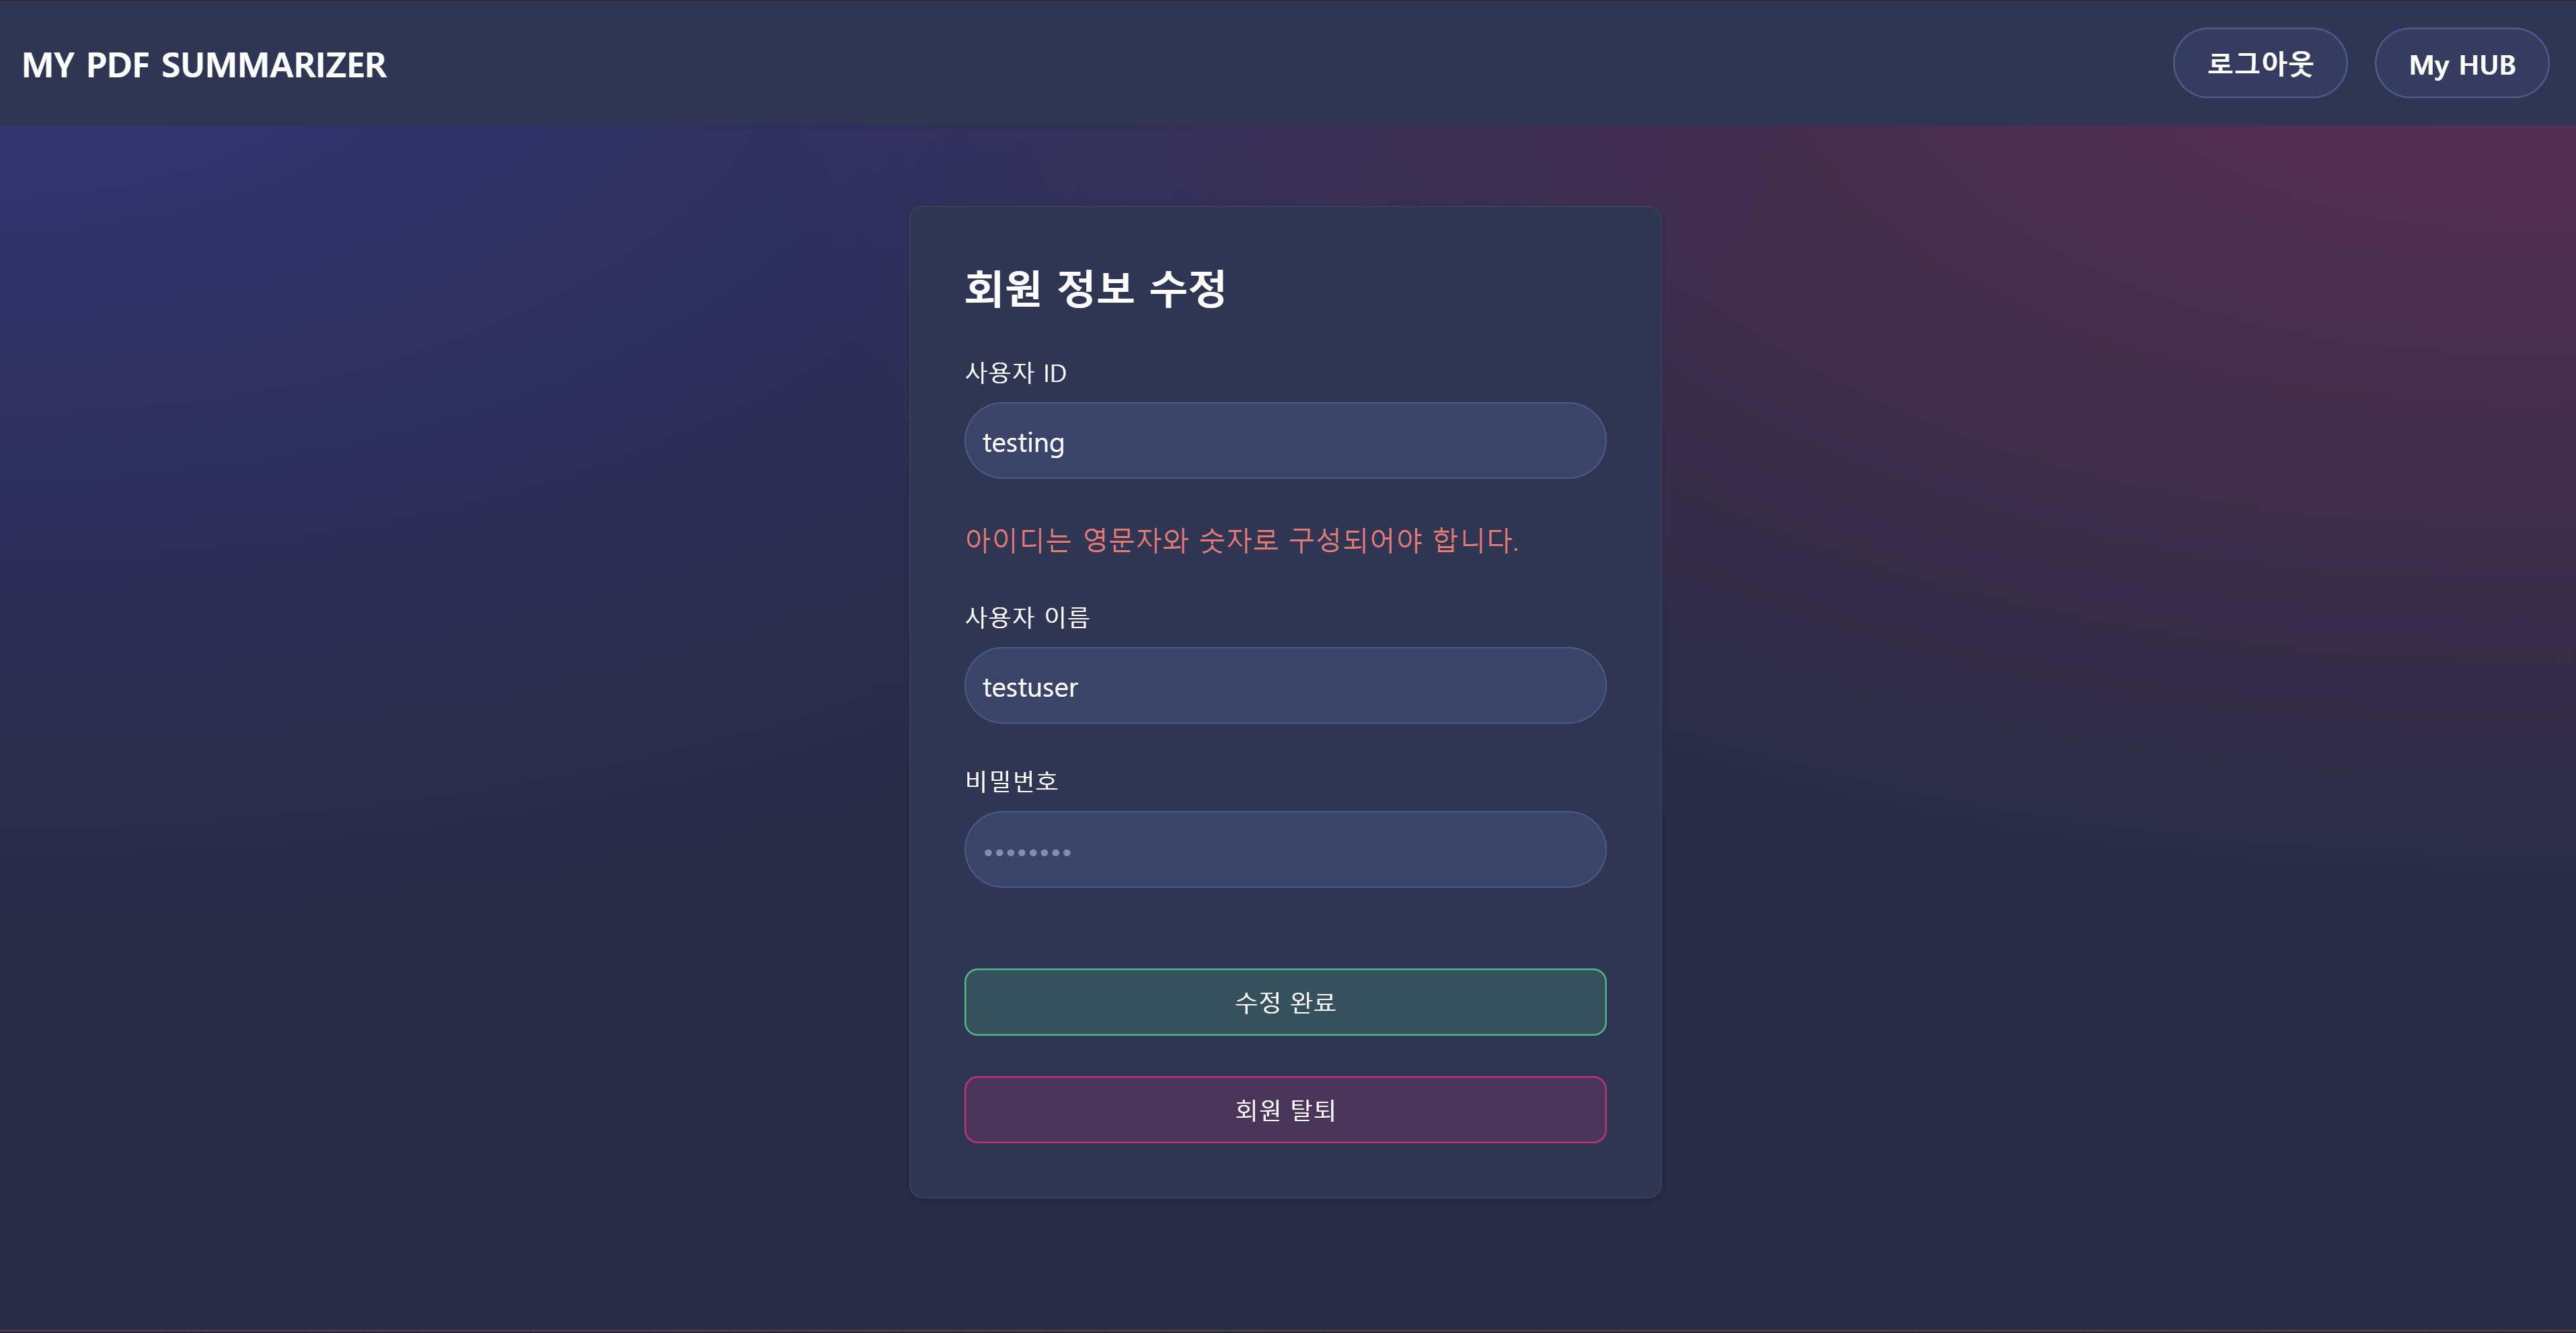 MY PDF SUMMARIZER
로그아웃
My HUB
회원 정보 수정
사용자 ID
testing
아이디는 영문자와 숫자로 구성되어야 합니다.
사용자 이름
testuser
비밀번호
••••••••
수정 완료
회원 탈퇴